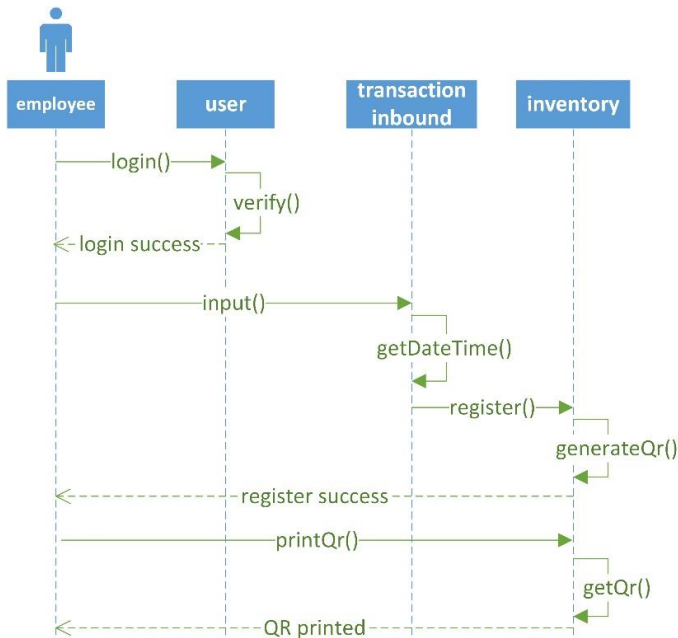 employee
user
transaction
inbound
inventory
login()
verify()
login success
input()
getDateTime()
register()
generateQr()
register success
printQr()
getQr()
QR printed